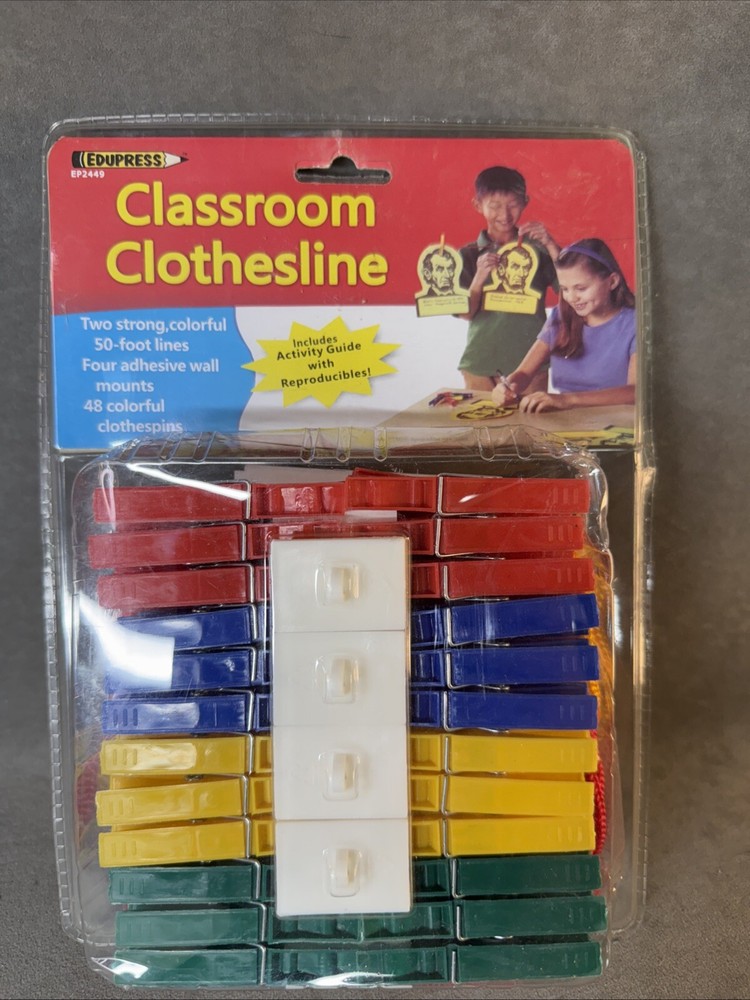 EDUPRESS
EP2449
Classroom
Clothesline
Two strong,colorful
50-foot lines
Four adhesive wall
mounts
48 colorful
clothespins
Includes
Activity Guide
with
Reproducibles!